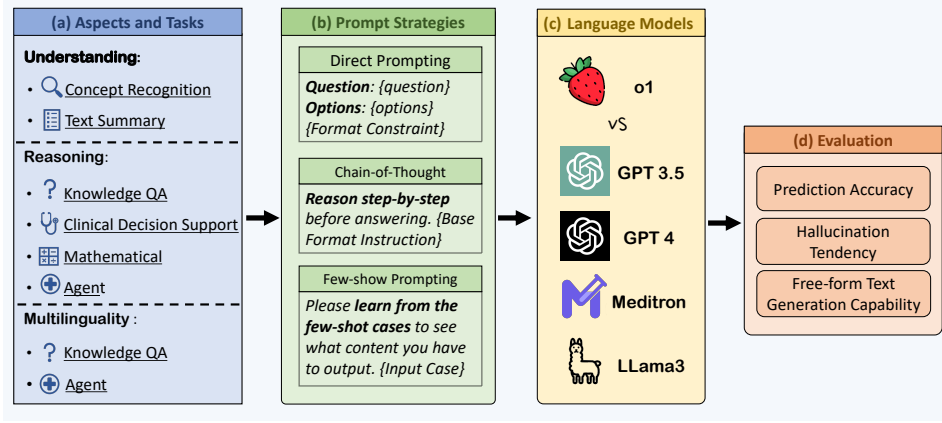 (a) Aspects and Tasks
Understanding:
• Concept Recognition
• Text Summary
Reasoning:
• Knowledge QA
• Clinical Decision Support
• Mathematical
• Agent
Multilinguality :
• Knowledge QA
• Agent
(b) Prompt Strategies
Direct Prompting
Question: {question}
Options: {options}
{Format Constraint}
Chain-of-Thought
Reason step-by-step
before answering. {Base
Format Instruction}
Few-show Prompting
Please learn from the
few-shot cases to see
what content you have
to output. {Input Case}
(c) Language Models
o1
vs
GPT 3.5
GPT 4
Meditron
LLama3
(d) Evaluation
Prediction Accuracy
Hallucination
Tendency
Free-form Text
Generation Capability